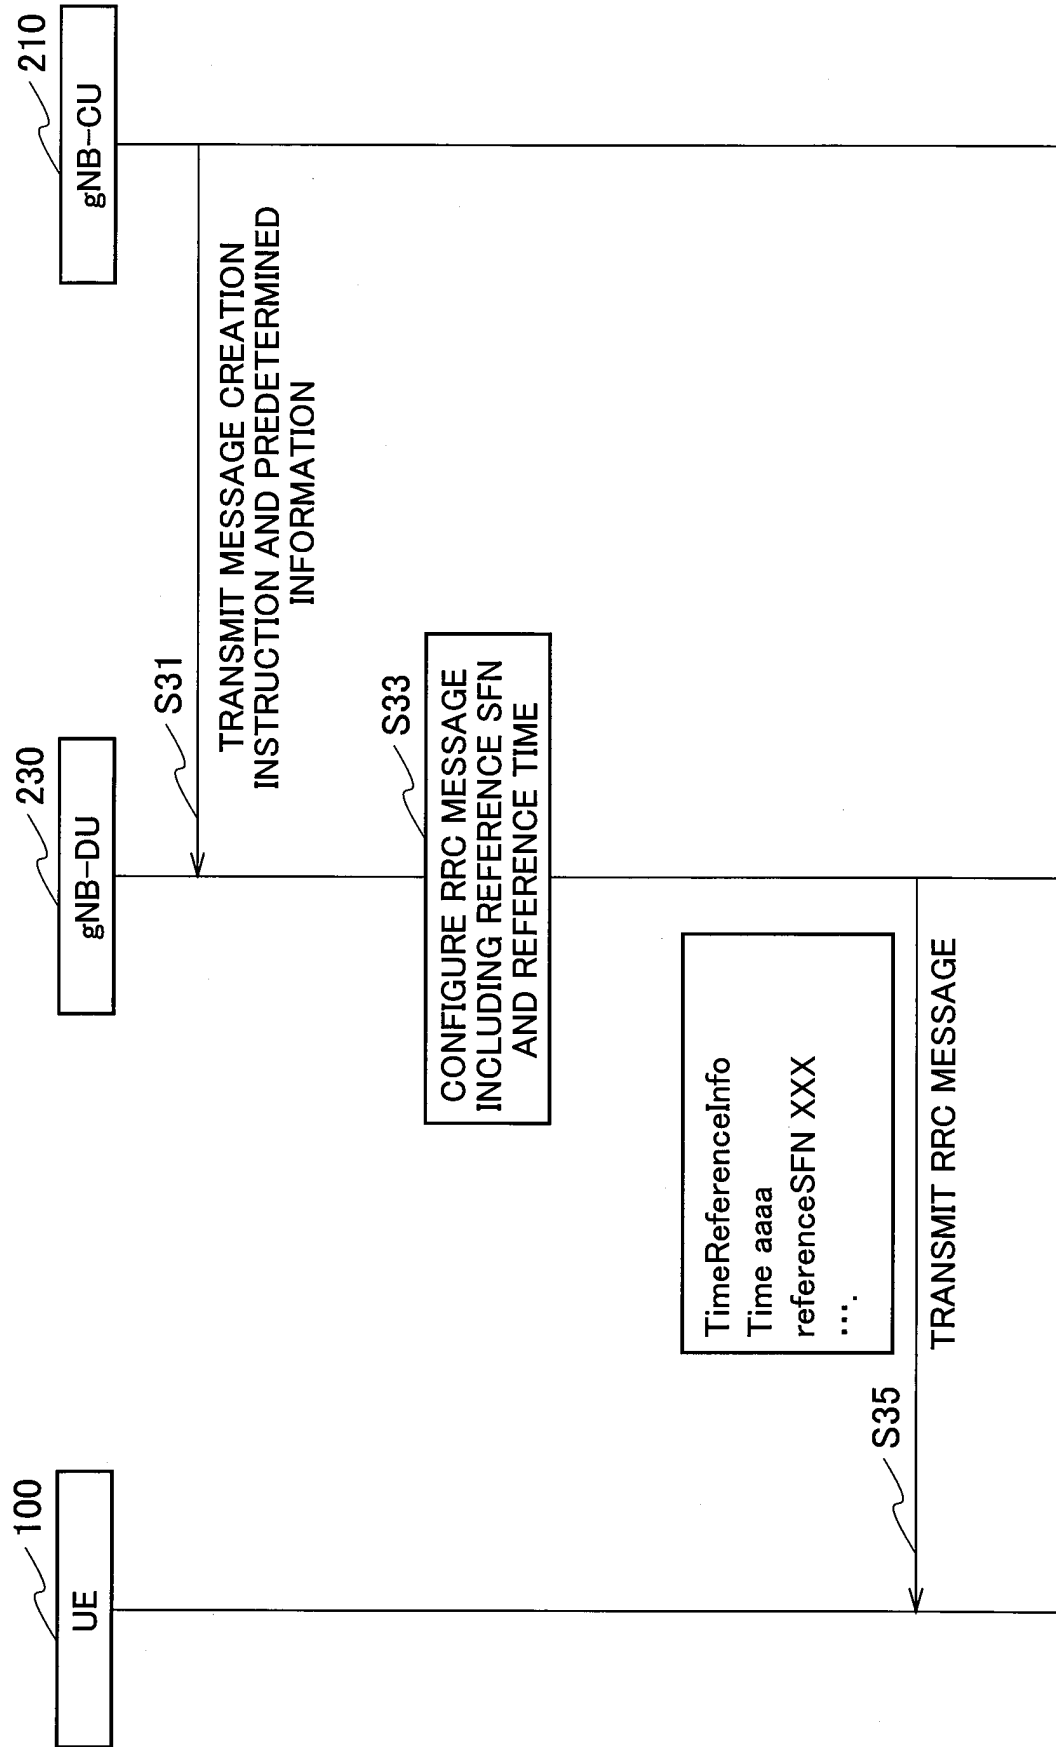 100
UE
230
gNB-DU
210
gNB-CU
S31
TRANSMIT MESSAGE CREATION
INSTRUCTION AND PREDETERMINED
INFORMATION
S33
CONFIGURE RRC MESSAGE
INCLUDING REFERENCE SFN
AND REFERENCE TIME
TimeReferenceInfo
Time aaaa
referenceSFN XXX
....
S35
TRANSMIT RRC MESSAGE